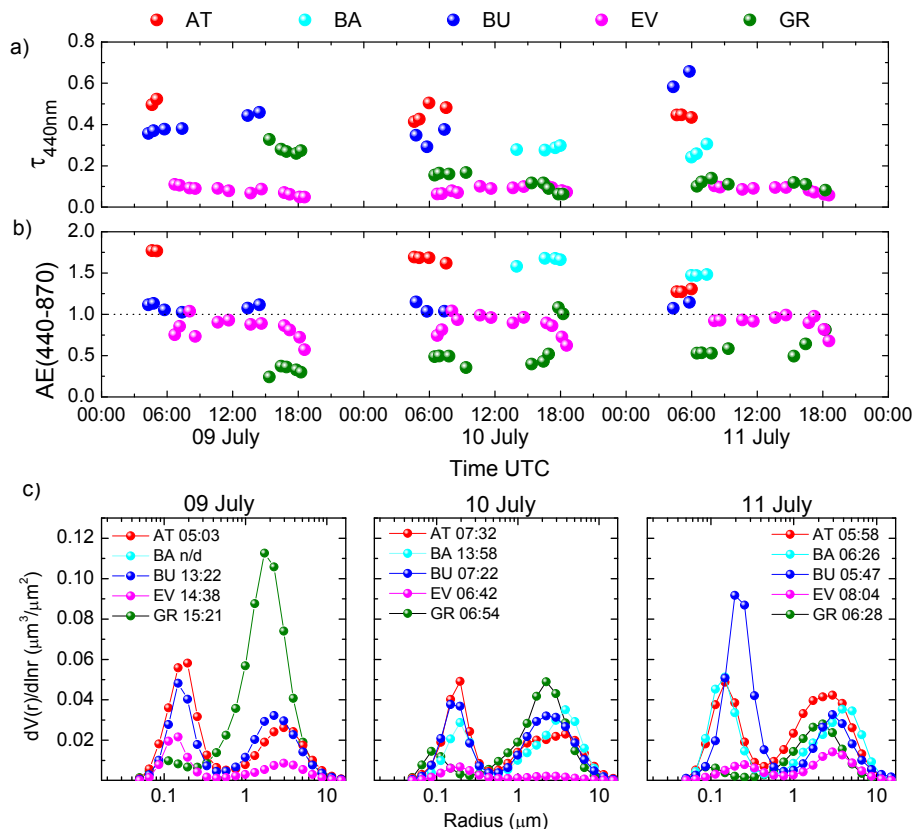 AT BA BU EV GR
a)
τ440nm
0.8
0.6
0.4
0.2
0.0
b)
AE(440-870)
2.0
1.5
1.0
0.5
0.0
00:00 06:00 12:00 18:00 00:00 06:00 12:00 18:00 00:00 06:00 12:00 18:00 00:00
09 July 10 July 11 July
Time UTC
c)
09 July 10 July 11 July
dV(r)/dlnr (μm³/μm²)
0.12
0.10
0.08
0.06
0.04
0.02
AT 05:03
BA n/d
BU 13:22
EV 14:38
GR 15:21
AT 07:32
BA 13:58
BU 07:22
EV 06:42
GR 06:54
AT 05:58
BA 06:26
BU 05:47
EV 08:04
GR 06:28
0.1 1 10 0.1 1 10 0.1 1 10
Radius (μm)